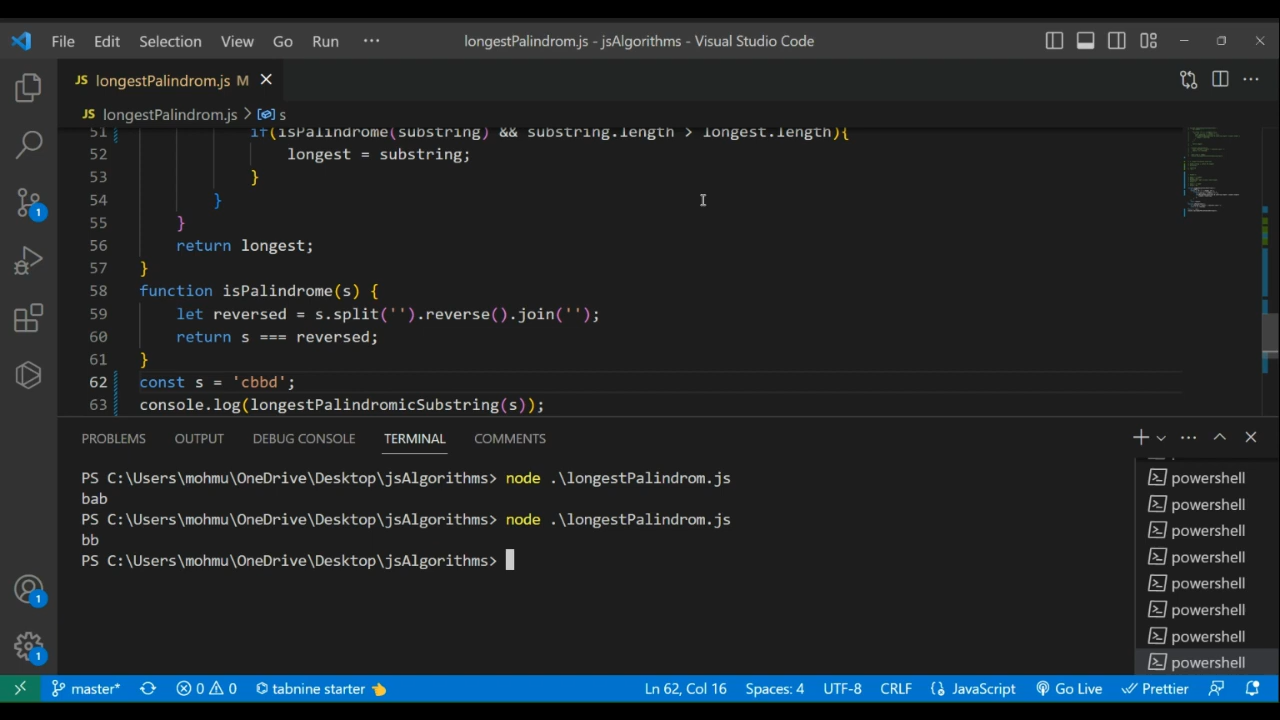 File Edit Selection View Go Run ··· longestPalindrom.js - jsAlgorithms - Visual Studio Code
JS longestPalindrom.js M
JS longestPalindrom.js > s
51 if(isPalindrome(substring) && substring.length > longest.length){
52 longest = substring;
53 }
54 }
55 }
56 return longest;
57 }
58 function isPalindrome(s) {
59 let reversed = s.split('').reverse().join('');
60 return s === reversed;
61 }
62 const s = 'cbbd';
63 console.log(longestPalindromicSubstring(s));
PROBLEMS OUTPUT DEBUG CONSOLE TERMINAL COMMENTS
PS C:\Users\mohmu\OneDrive\Desktop\jsAlgorithms> node .\longestPalindrom.js
bab
PS C:\Users\mohmu\OneDrive\Desktop\jsAlgorithms> node .\longestPalindrom.js
bb
PS C:\Users\mohmu\OneDrive\Desktop\jsAlgorithms>
powershell
powershell
powershell
powershell
powershell
powershell
powershell
powershell
1
1
1
master* 0 0 tabnine starter Ln 62, Col 16 Spaces: 4 UTF-8 CRLF JavaScript Go Live Prettier